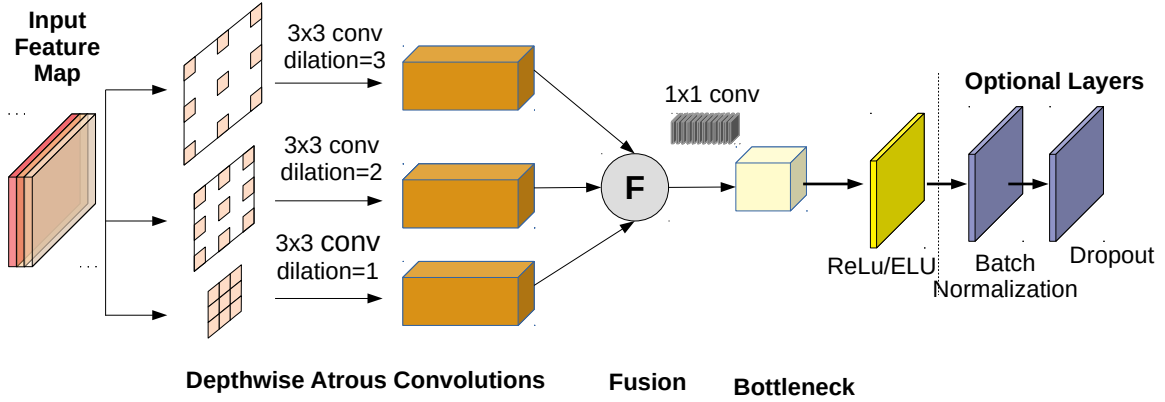 Input
Feature
Map
3x3 conv
dilation=3
3x3 conv
dilation=2
3x3 conv
dilation=1
F
1x1 conv
Optional Layers
ReLu/ELU
Batch
Normalization
Dropout
Depthwise Atrous Convolutions
Fusion
Bottleneck